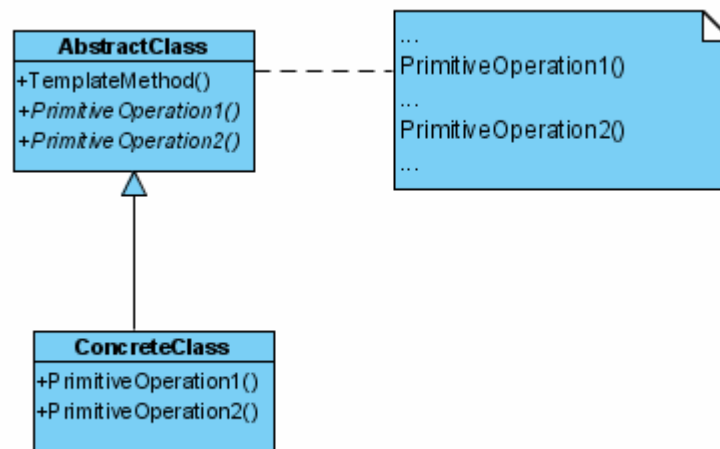 AbstractClass
+TemplateMethod()
+Primitive Operation1()
+Primitive Operation2()
...
PrimitiveOperation1()
...
PrimitiveOperation2()
...
ConcreteClass
+PrimitiveOperation1()
+PrimitiveOperation2()